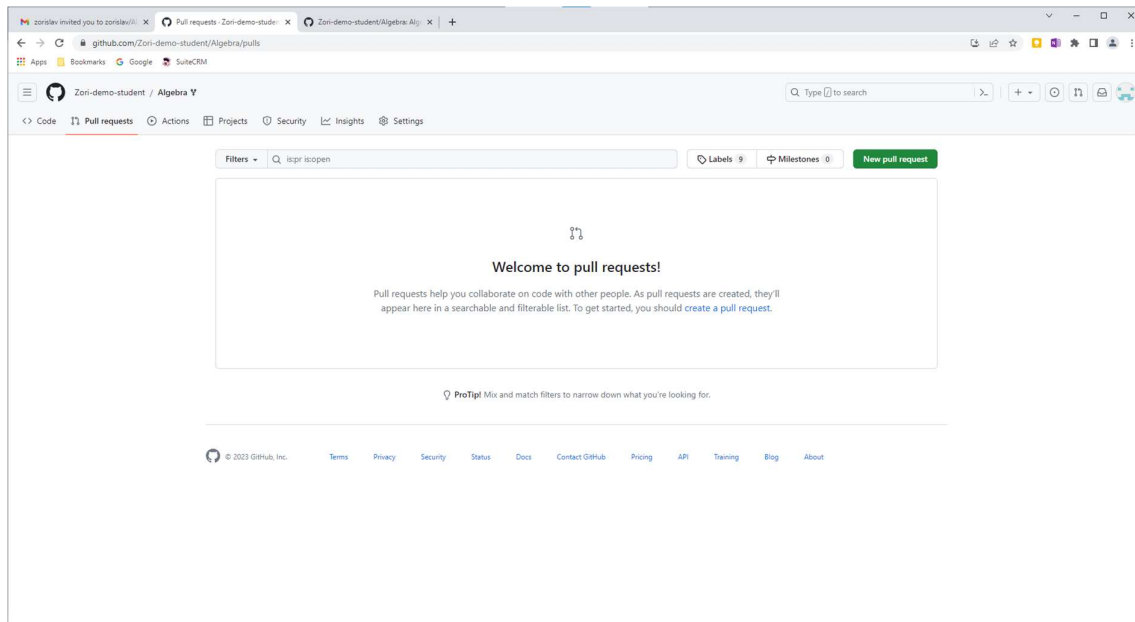 zorislav invited you to zorislav/Al
Pull requests · Zori-demo-studen
Zori-demo-student/Algebra: Alg
github.com/Zori-demo-student/Algebra/pulls
Apps Bookmarks Google SuiteCRM
Zori-demo-student / Algebra
Type / to search
Code Pull requests Actions Projects Security Insights Settings
Filters is:pr is:open Labels 9 Milestones 0 New pull request
Welcome to pull requests!
Pull requests help you collaborate on code with other people. As pull requests are created, they'll
appear here in a searchable and filterable list. To get started, you should create a pull request.
ProTip! Mix and match filters to narrow down what you're looking for.
© 2023 GitHub, Inc. Terms Privacy Security Status Docs Contact GitHub Pricing API Training Blog About